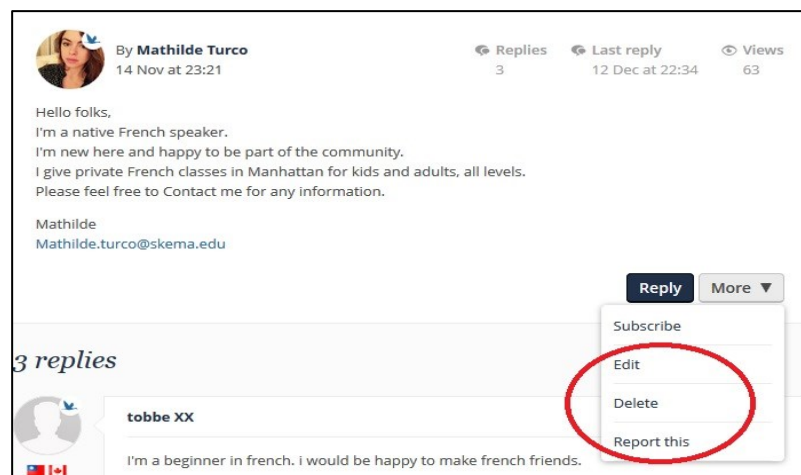 By Mathilde Turco
14 Nov at 23:21
Replies
3
Last reply
12 Dec at 22:34
Views
63
Hello folks,
I'm a native French speaker.
I'm new here and happy to be part of the community.
I give private French classes in Manhattan for kids and adults, all levels.
Please feel free to Contact me for any information.
Mathilde
Mathilde.turco@skema.edu
Reply
More ▼
Subscribe
Edit
Delete
Report this
3 replies
tobbe XX
I'm a beginner in french. i would be happy to make french friends.